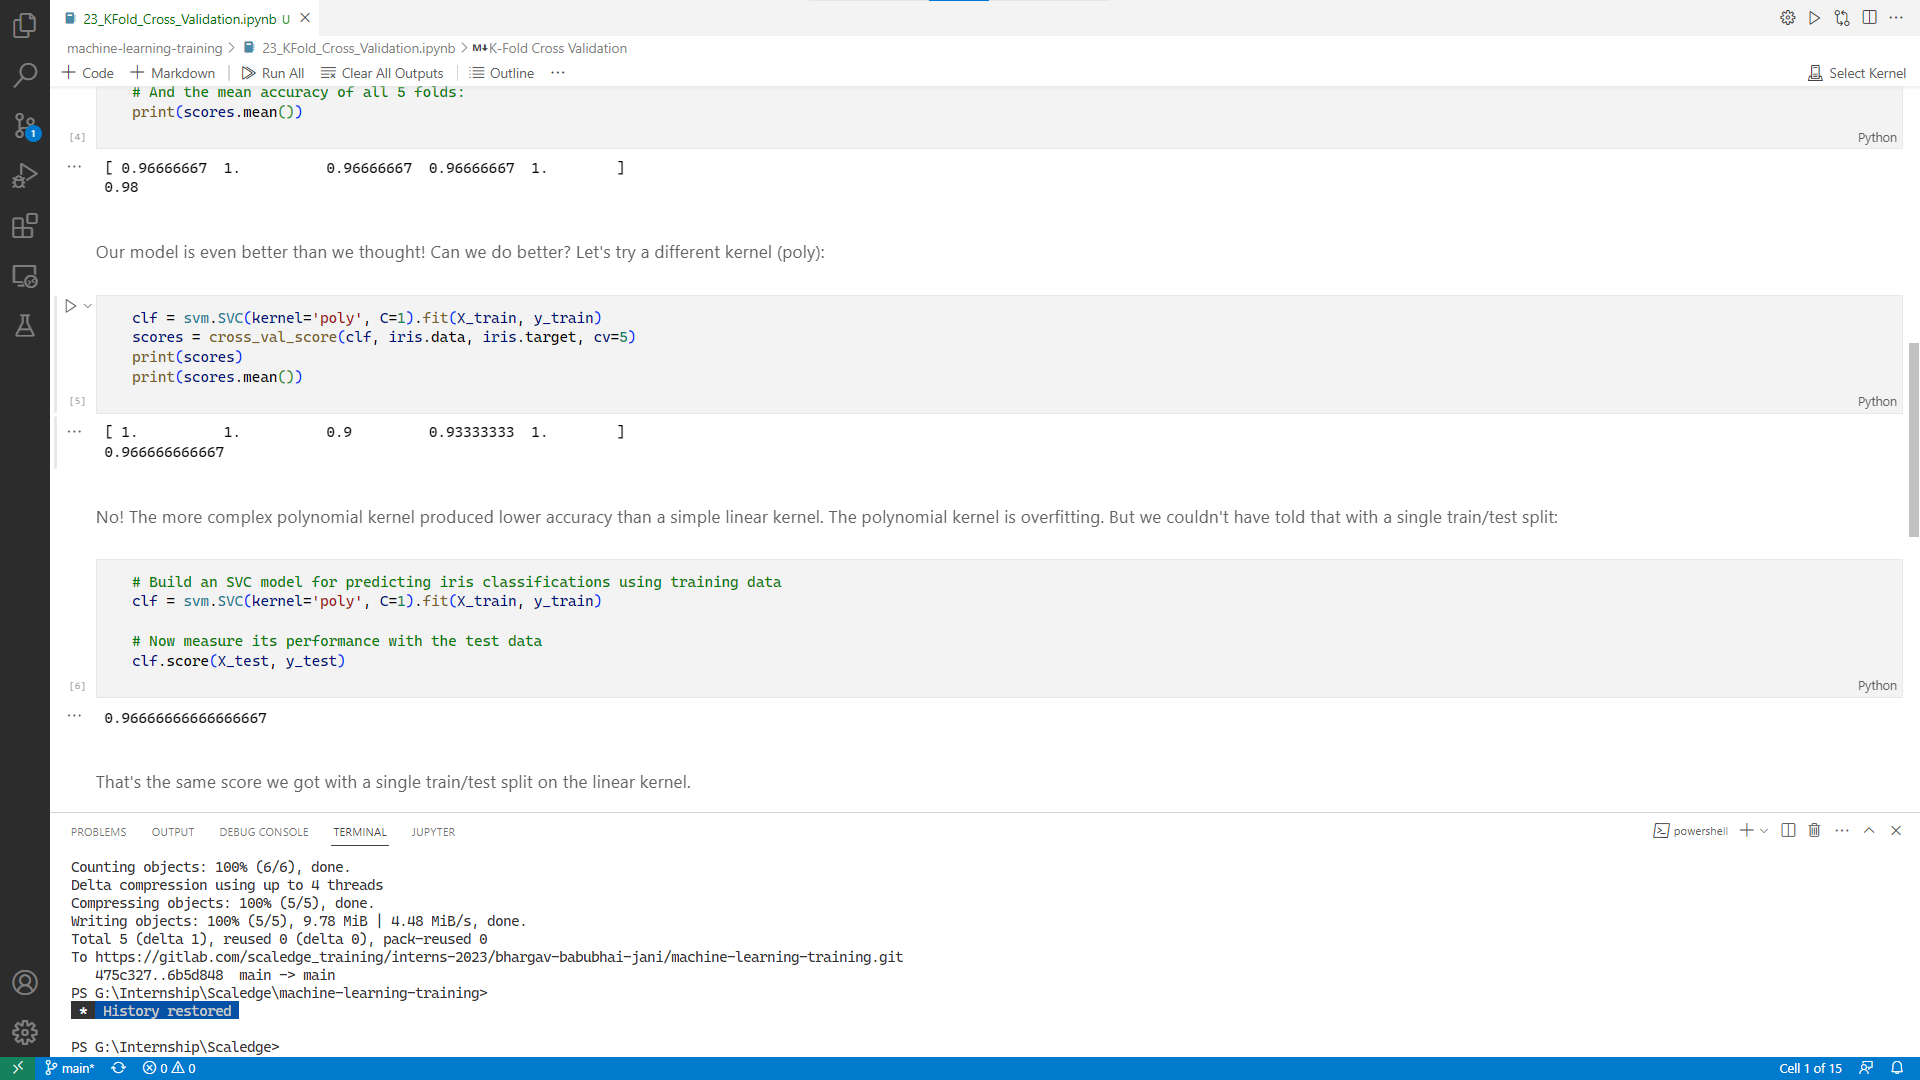 23_KFold_Cross_Validation.ipynb U
machine-learning-training > 23_KFold_Cross_Validation.ipynb > M↓K-Fold Cross Validation
+ Code + Markdown | Run All Clear All Outputs | Outline ... Select Kernel
# And the mean accuracy of all 5 folds:
print(scores.mean())
[4] Python
[ 0.96666667  1.          0.96666667  0.96666667  1.        ]
0.98
Our model is even better than we thought! Can we do better? Let's try a different kernel (poly):
clf = svm.SVC(kernel='poly', C=1).fit(X_train, y_train)
scores = cross_val_score(clf, iris.data, iris.target, cv=5)
print(scores)
print(scores.mean())
[5] Python
[ 1.          1.          0.9         0.93333333  1.        ]
0.966666666667
No! The more complex polynomial kernel produced lower accuracy than a simple linear kernel. The polynomial kernel is overfitting. But we couldn't have told that with a single train/test split:
# Build an SVC model for predicting iris classifications using training data
clf = svm.SVC(kernel='poly', C=1).fit(X_train, y_train)
# Now measure its performance with the test data
clf.score(X_test, y_test)
[6] Python
0.96666666666666667
That's the same score we got with a single train/test split on the linear kernel.
PROBLEMS OUTPUT DEBUG CONSOLE TERMINAL JUPYTER powershell
Counting objects: 100% (6/6), done.
Delta compression using up to 4 threads
Compressing objects: 100% (5/5), done.
Writing objects: 100% (5/5), 9.78 MiB | 4.48 MiB/s, done.
Total 5 (delta 1), reused 0 (delta 0), pack-reused 0
To https://gitlab.com/scaledge_training/interns-2023/bhargav-babubhai-jani/machine-learning-training.git
475c327..6b5d848  main -> main
PS G:\Internship\Scaledge\machine-learning-training>
* History restored
PS G:\Internship\Scaledge>
1
main* 0 0 Cell 1 of 15